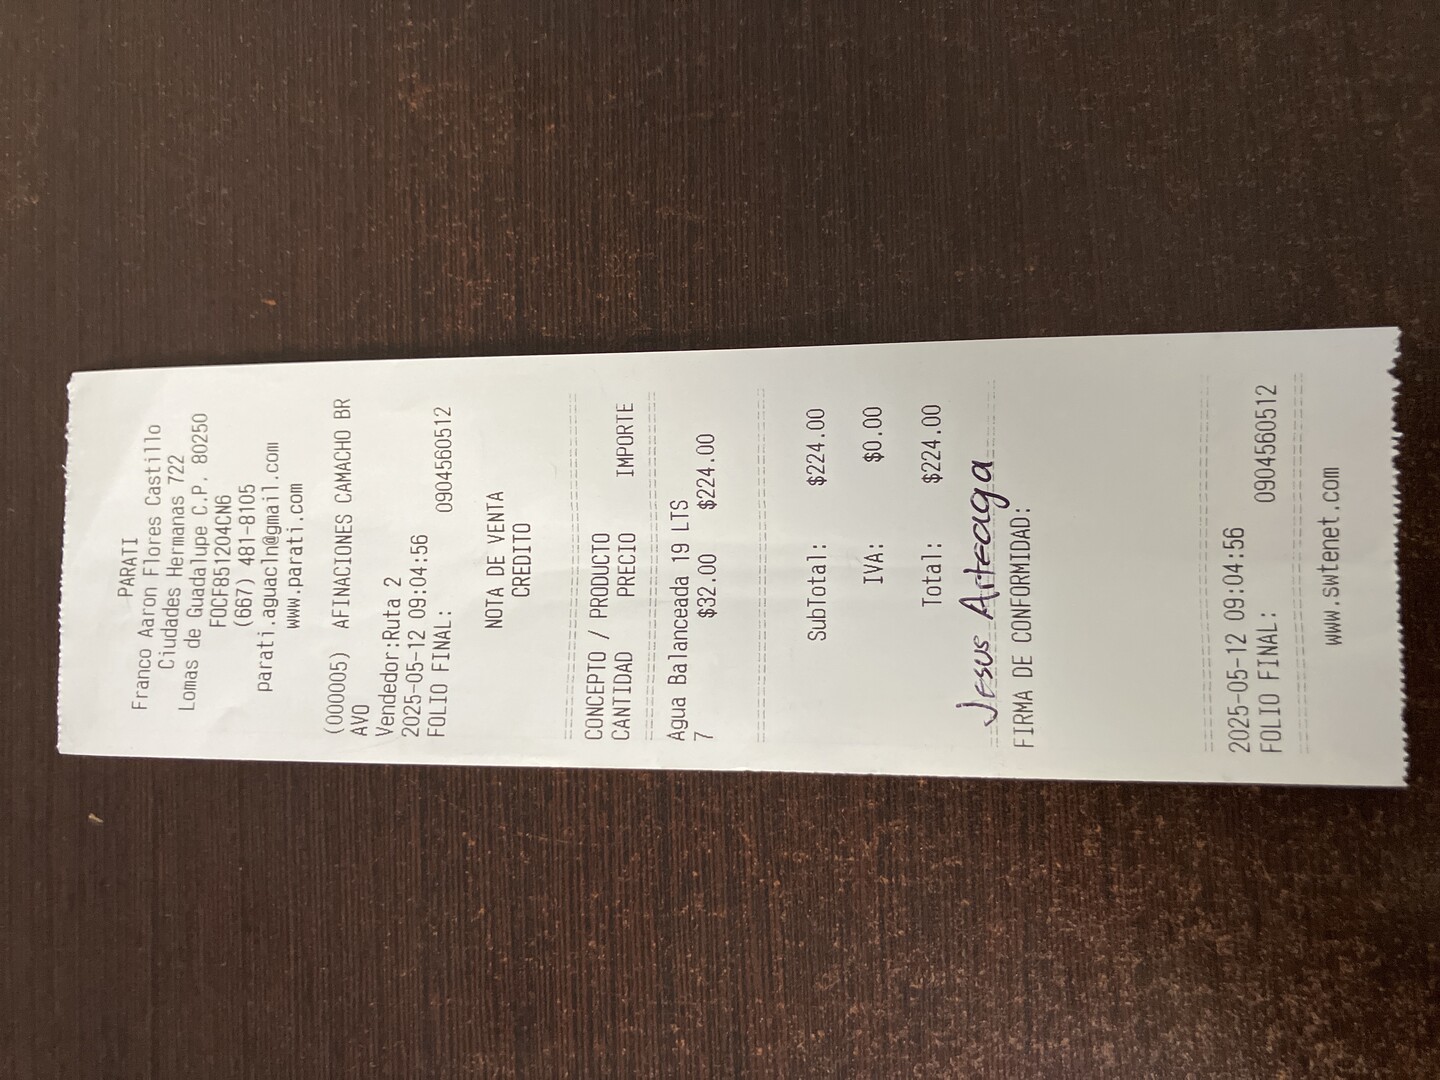 PARATI
Franco Aaron Flores Castillo
Ciudades Hermanas 722
Lomas de Guadalupe C.P. 80250
FOCF851204CN6
(667) 481-8105
parati.aguacln@gmail.com
www.parati.com
(000005) AFINACIONES CAMACHO BR
AVO
Vendedor:Ruta 2
2025-05-12 09:04:56
FOLIO FINAL: 0904560512
NOTA DE VENTA
CREDITO
CONCEPTO / PRODUCTO
CANTIDAD PRECIO IMPORTE
Agua Balanceada 19 LTS
7 $32.00 $224.00
SubTotal: $224.00
IVA: $0.00
Total: $224.00
Jesus Arteaga
FIRMA DE CONFORMIDAD:
2025-05-12 09:04:56
FOLIO FINAL: 0904560512
www.swtenet.com